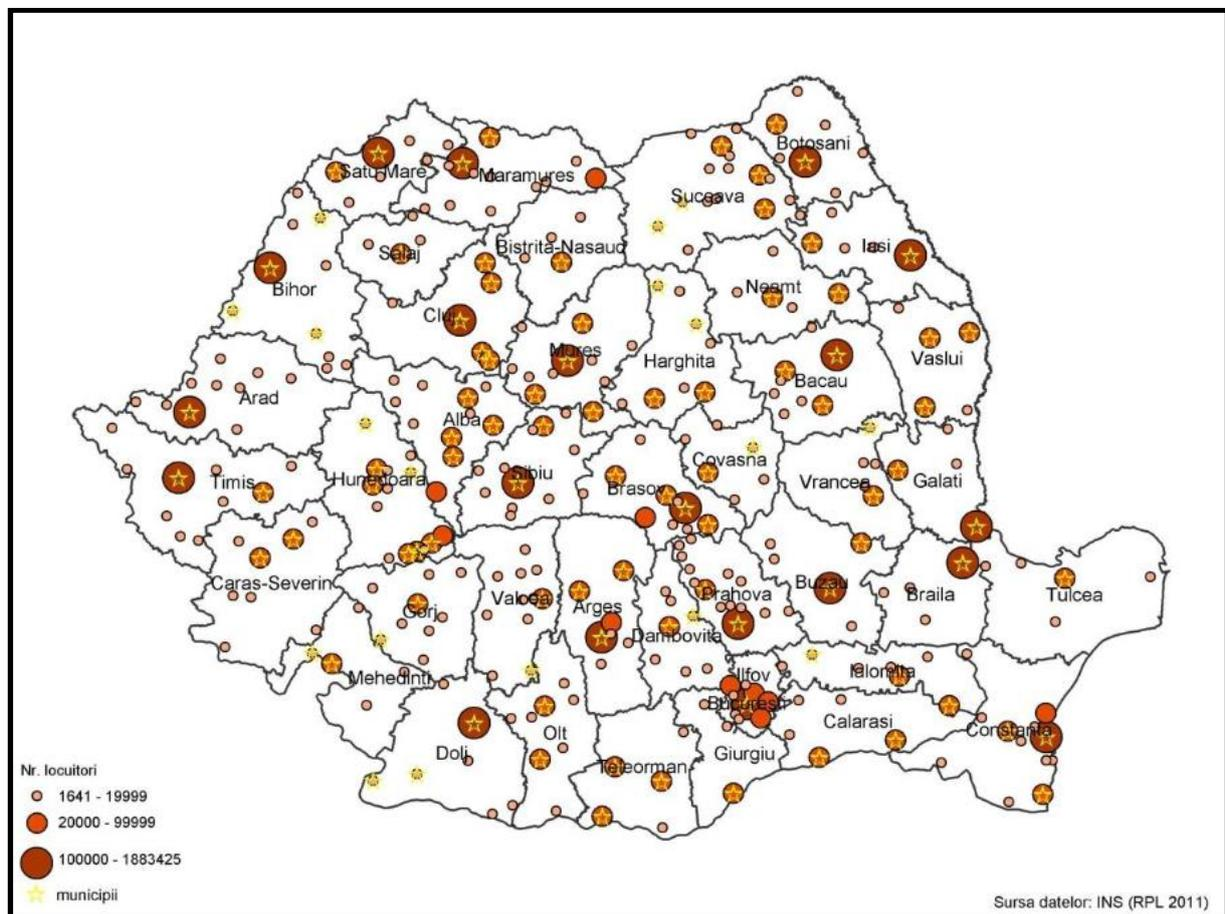 Botosani
Satu Mare
Maramures
Suceava
Iasi
Bistrita-Nasaud
Salaj
Bihor
Neamt
Cluj
Mures
Harghita
Vaslui
Bacau
Arad
Alba
Covasna
Sibiu
Timis
Hunedoara
Brasov
Vrancea
Galati
Caras-Severin
Buzau
Prahova
Braila
Tulcea
Valcea
Gorj
Arges
Dambovita
Mehedinti
Ilfov
Ialomita
Bucuresti
Calarasi
Constanta
Olt
Dolj
Giurgiu
Teleorman
Nr. locuitori
1641 - 19999
20000 - 99999
100000 - 1883425
municipii
Sursa datelor: INS (RPL 2011)